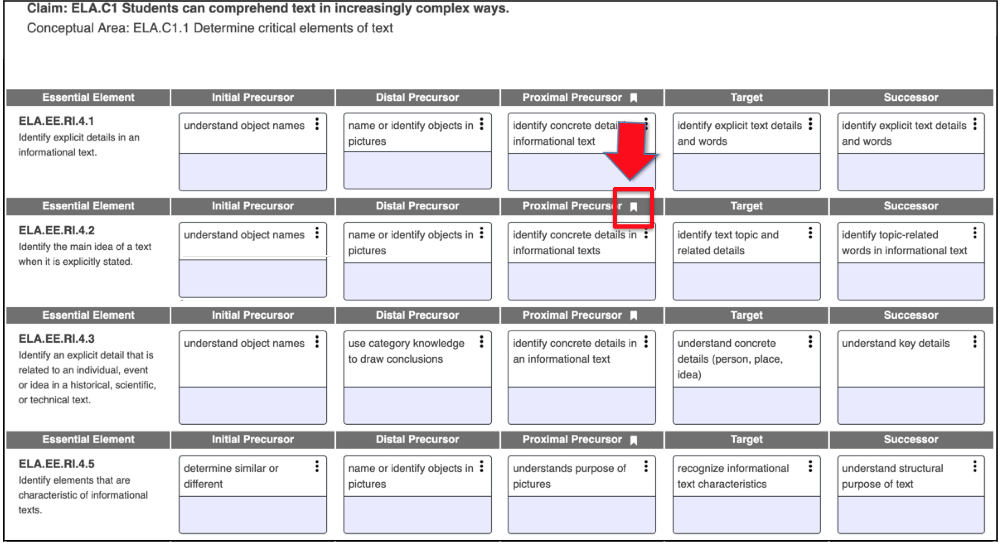 Claim: ELA.C1 Students can comprehend text in increasingly complex ways.
Conceptual Area: ELA.C1.1 Determine critical elements of text
Essential Element Initial Precursor Distal Precursor Proximal Precursor Target Successor
ELA.EE.RI.4.1
Identify explicit details in an
informational text.
understand object names
name or identify objects in
pictures
identify concrete detai
informational text
identify explicit text details
and words
identify explicit text details
and words
Essential Element Initial Precursor Distal Precursor Proximal Precursor Target Successor
ELA.EE.RI.4.2
Identify the main idea of a text
when it is explicitly stated.
understand object names
name or identify objects in
pictures
identify concrete details in
informational texts
identify text topic and
related details
identify topic-related
words in informational text
Essential Element Initial Precursor Distal Precursor Proximal Precursor Target Successor
ELA.EE.RI.4.3
Identify an explicit detail that is
related to an individual, event
or idea in a historical, scientific,
or technical text.
understand object names
use category knowledge
to draw conclusions
identify concrete details in
an informational text
understand concrete
details (person, place,
idea)
understand key details
Essential Element Initial Precursor Distal Precursor Proximal Precursor Target Successor
ELA.EE.RI.4.5
Identify elements that are
characteristic of informational
texts.
determine similar or
different
name or identify objects in
pictures
understands purpose of
pictures
recognize informational
text characteristics
understand structural
purpose of text